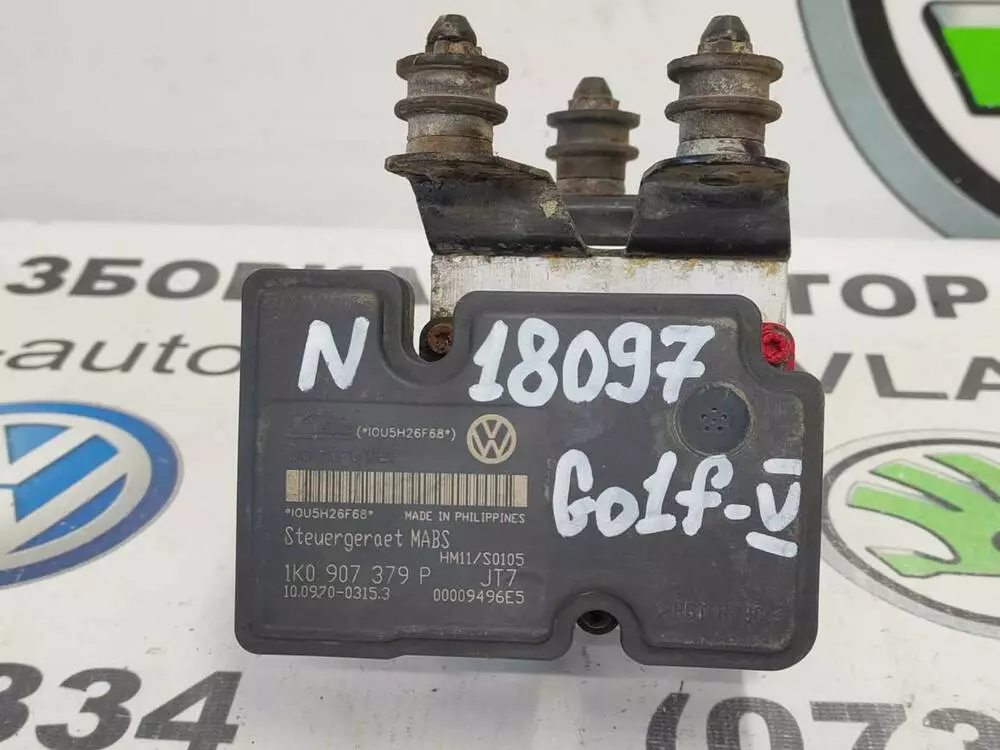 ЗБОРКА
ТОР
-auto
VLA
N 18097
(*IOU5H26F68*)
Golf-V
*IOU5H26F68* MADE IN PHILIPPINES
Steuergeraet MABS
HM11/S0105
1K0 907 379 P JT7
10.0970-0315.3 00009496E5
334
(073